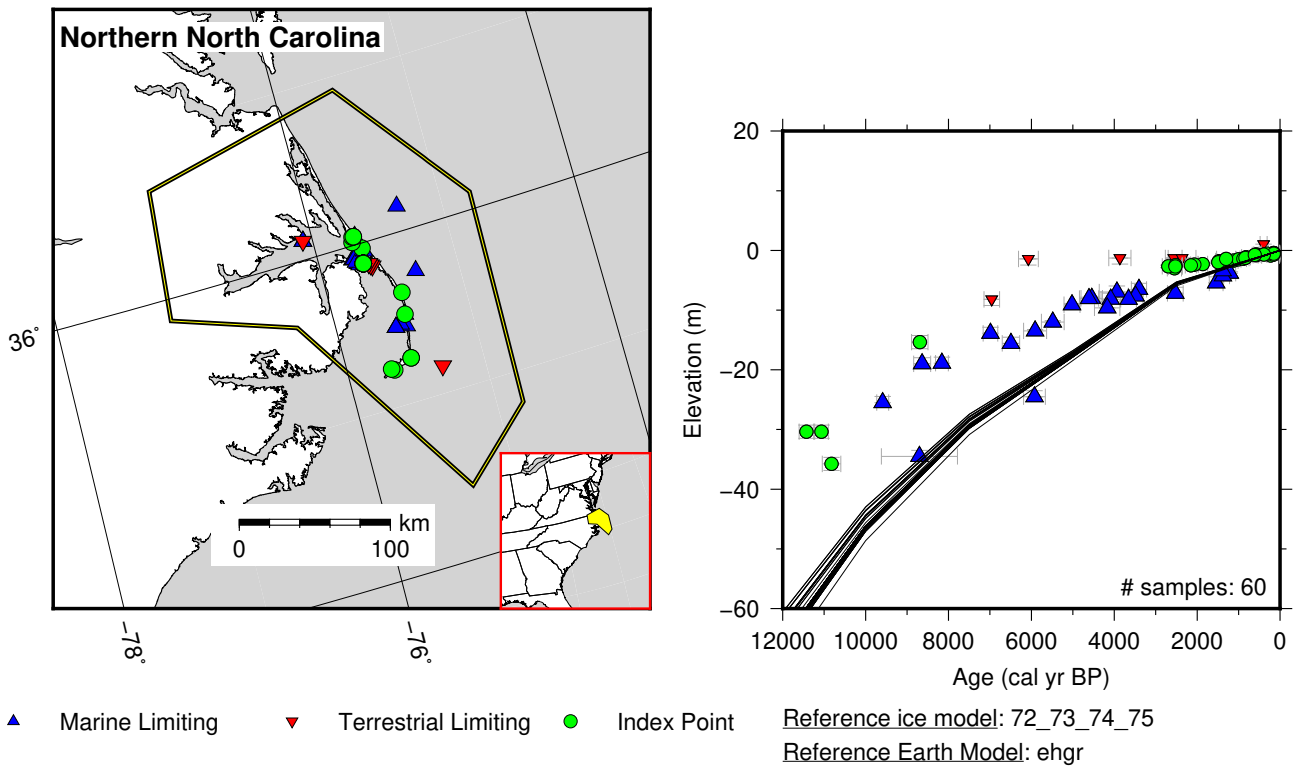 Northern North Carolina
36°
-78°
-76°
km
0 100
20
0
-20
-40
-60
Elevation (m)
# samples: 60
12000 10000 8000 6000 4000 2000 0
Age (cal yr BP)
Marine Limiting Terrestrial Limiting Index Point
Reference ice model: 72_73_74_75
Reference Earth Model: ehgr